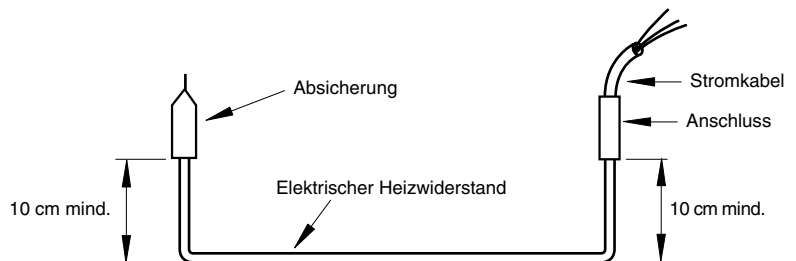 Absicherung
Stromkabel
Anschluss
Elektrischer Heizwiderstand
10 cm mind.
10 cm mind.